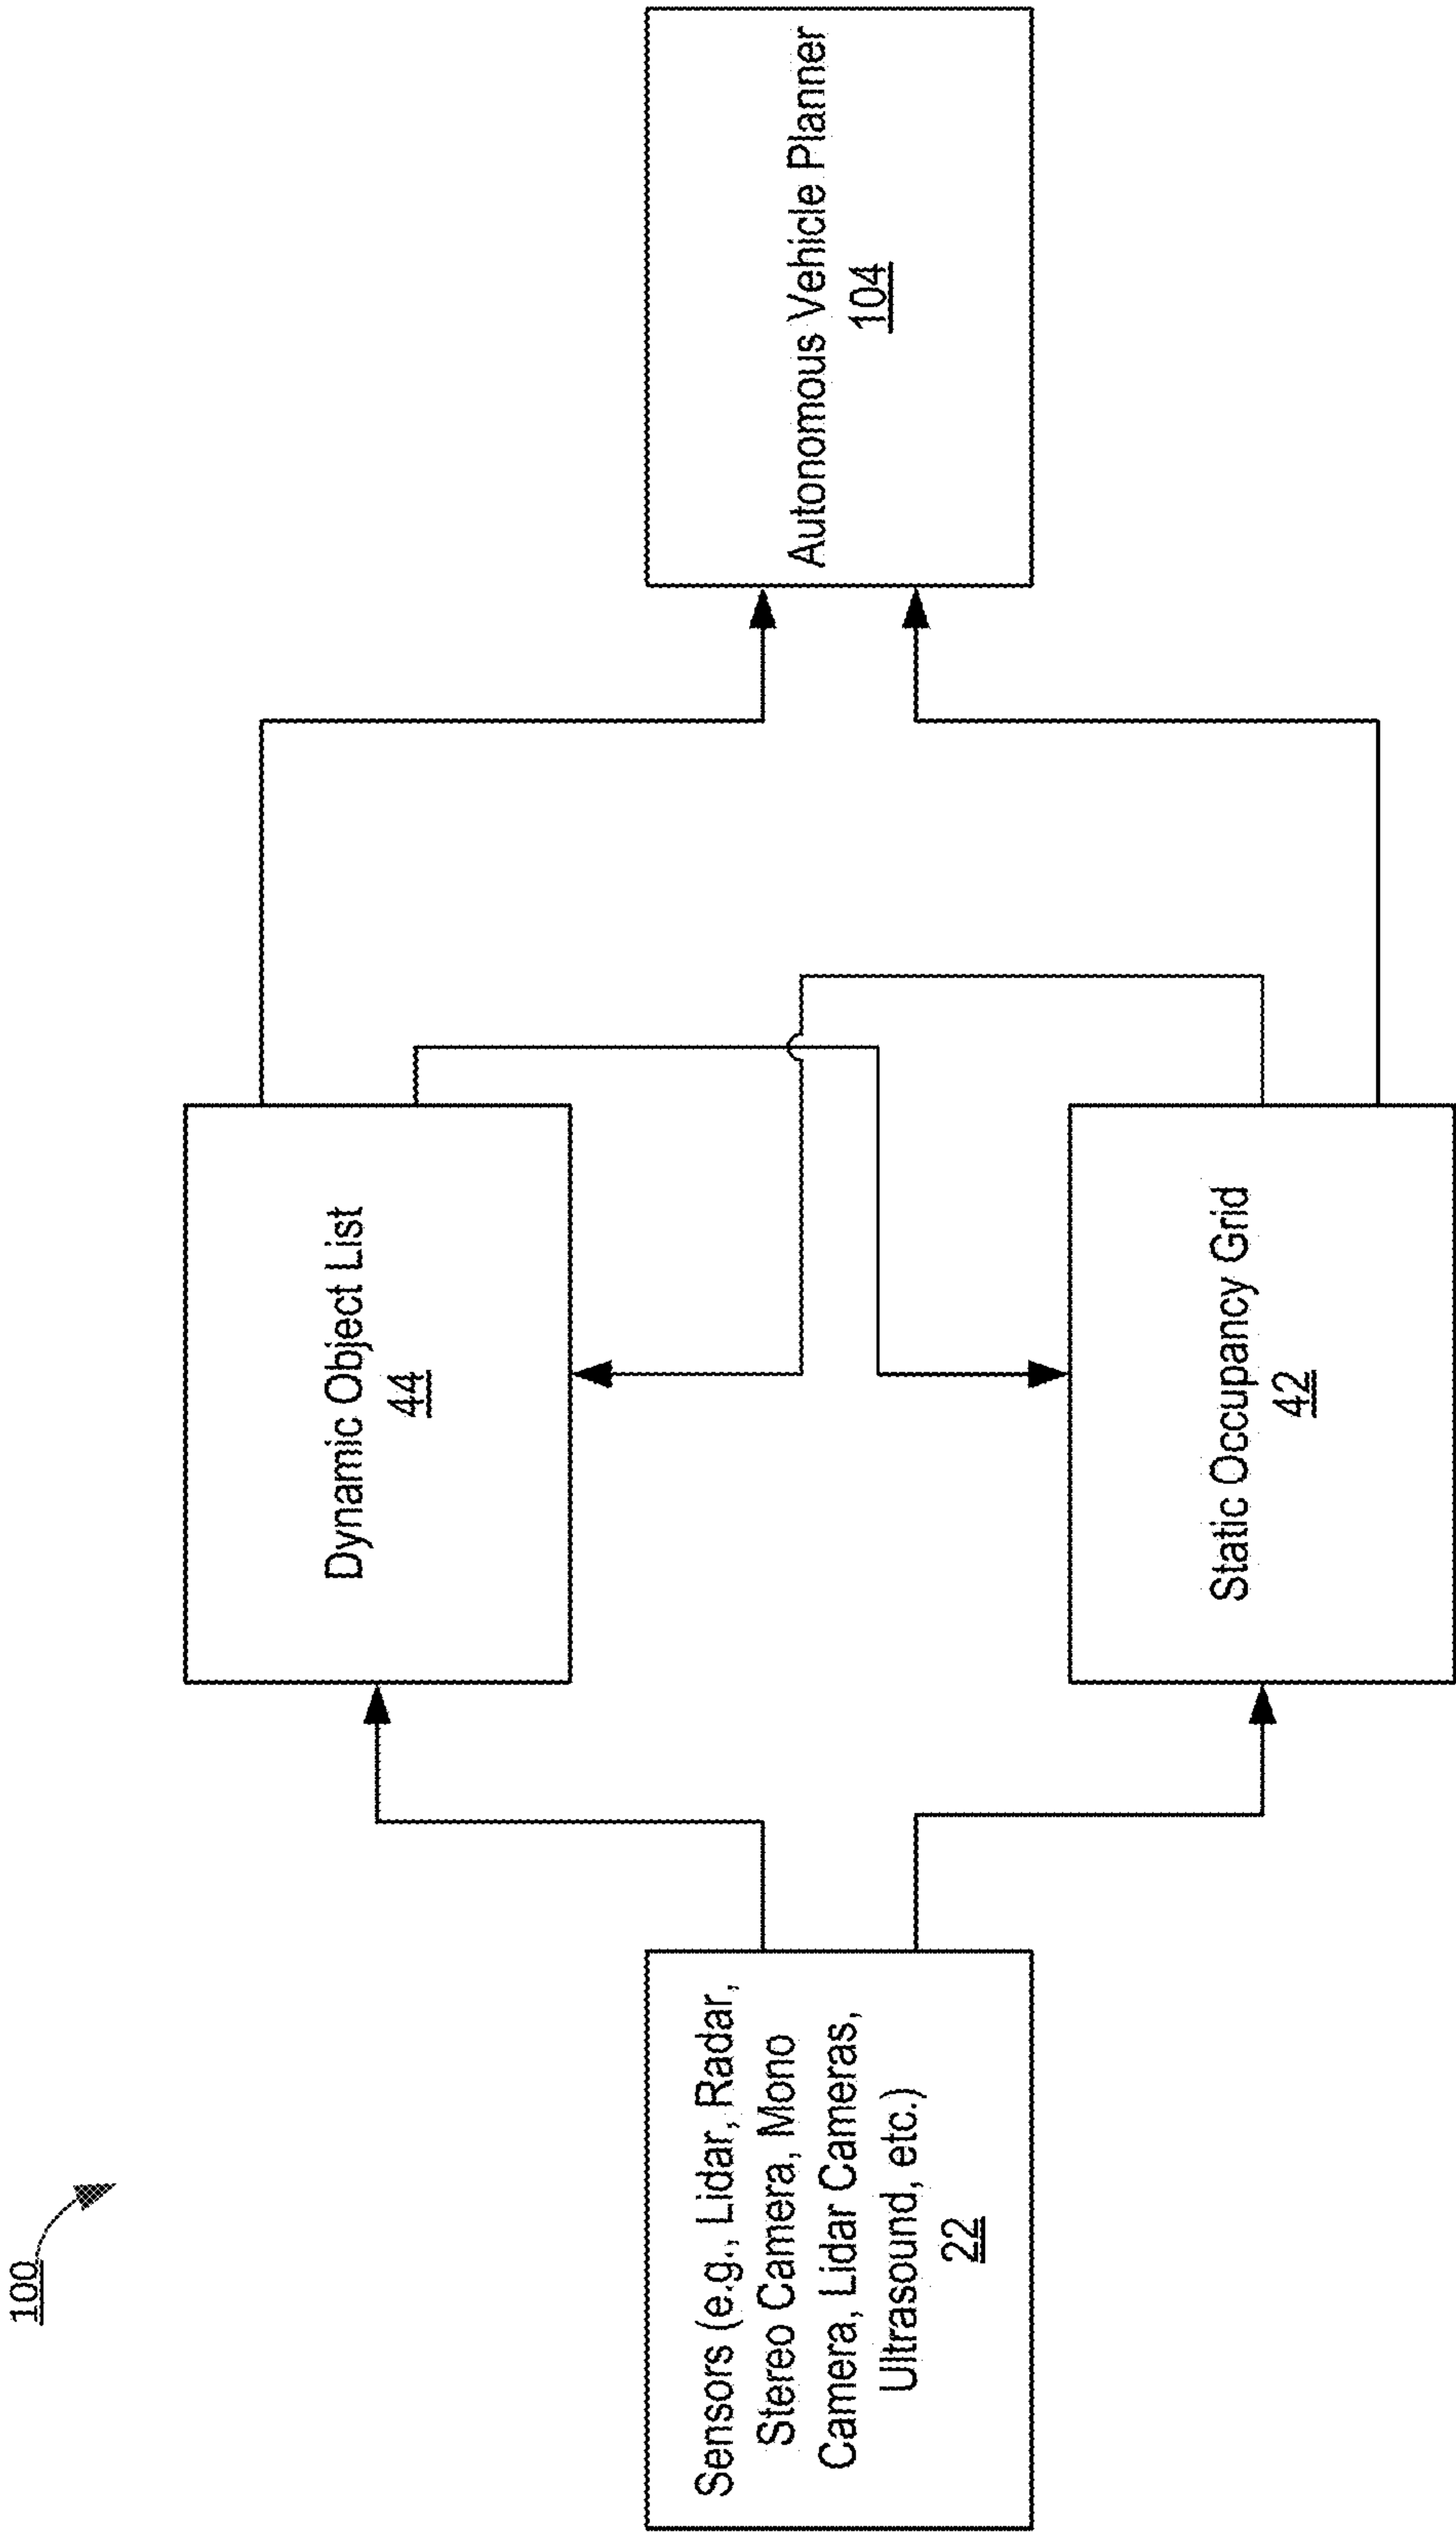 100
Dynamic Object List
44
Sensors (e.g., Lidar, Radar,
Stereo Camera, Mono
Camera, Lidar Cameras,
Ultrasound, etc.)
22
Autonomous Vehicle Planner
104
Static Occupancy Grid
42